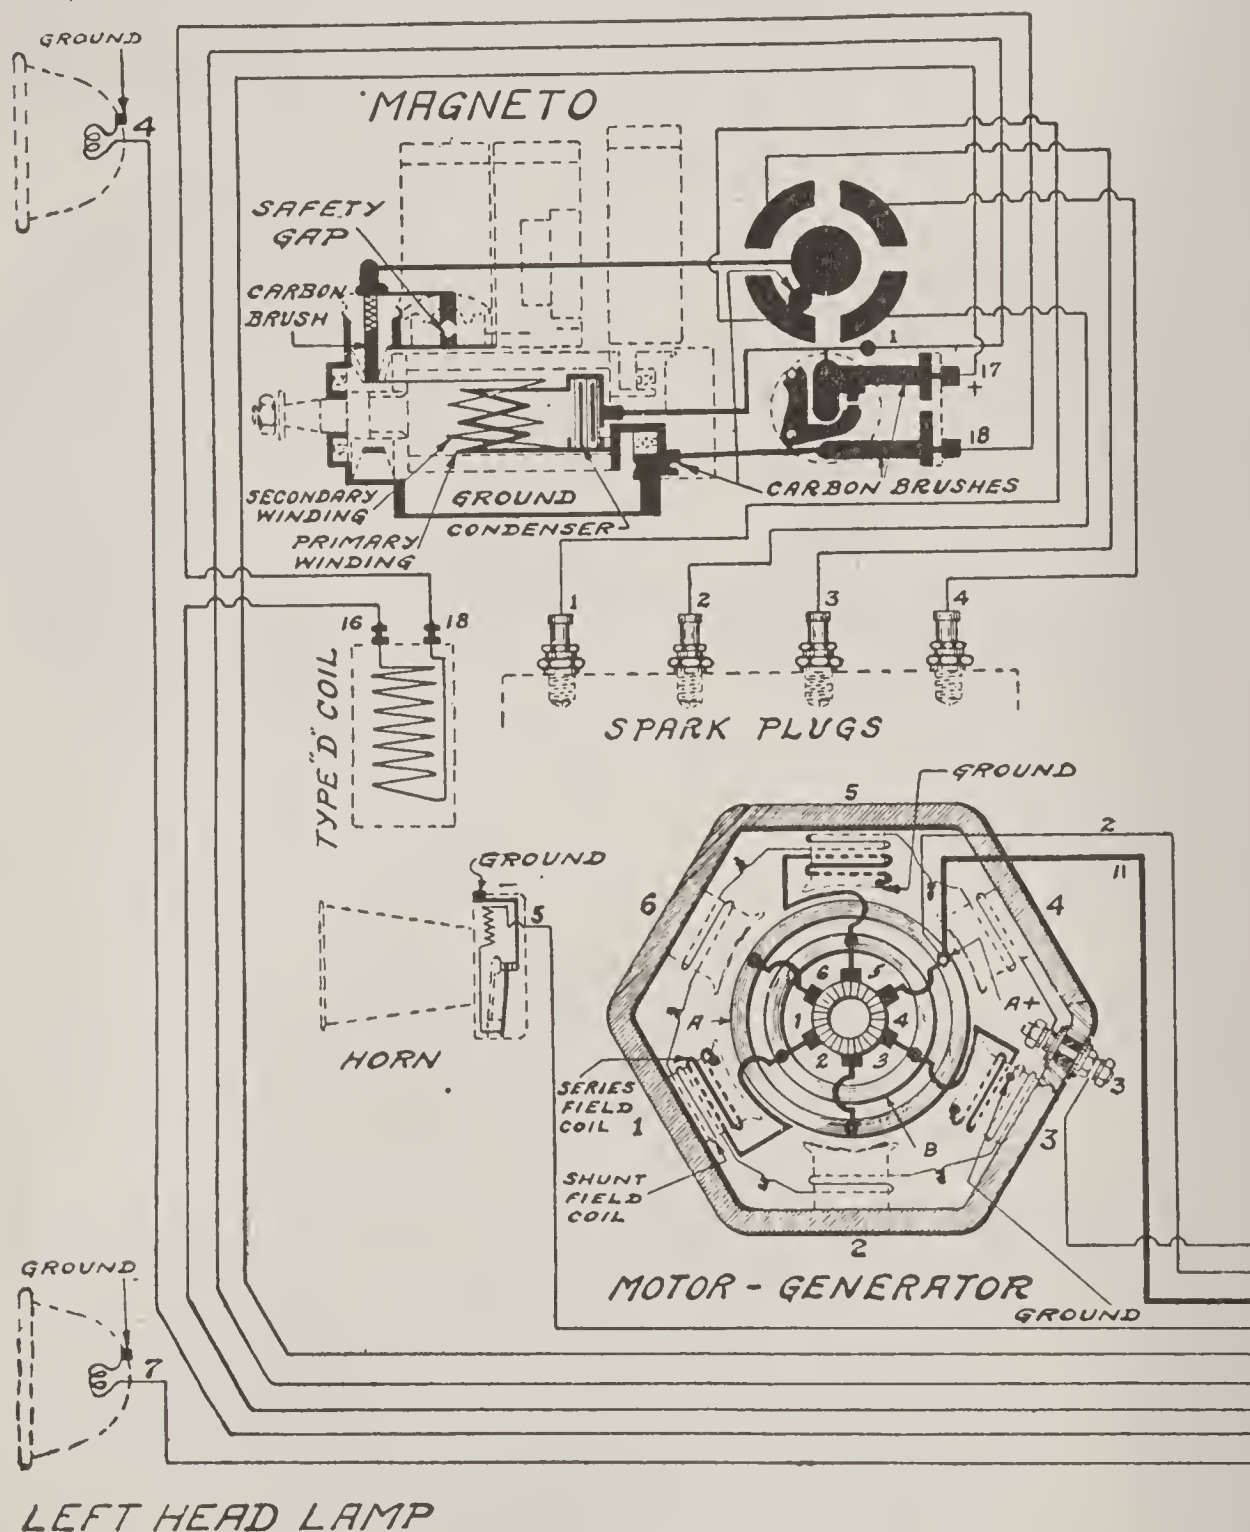 GROUND
4
MAGNETO
SAFETY
GAP
CARBON
BRUSH
1
17
+
18
CARBON BRUSHES
SECONDARY
WINDING
GROUND
CONDENSER
PRIMARY
WINDING
16
18
1
2
3
4
TYPE "D" COIL
SPARK PLUGS
GROUND
5
2
11
GROUND
5
6
4
6
5
A
1
4
A+
+
2
3
HORN
SERIES
FIELD
COIL 1
3
3
B
SHUNT
FIELD
COIL
2
GROUND
MOTOR-GENERATOR
GROUND
7
LEFT HEAD LAMP